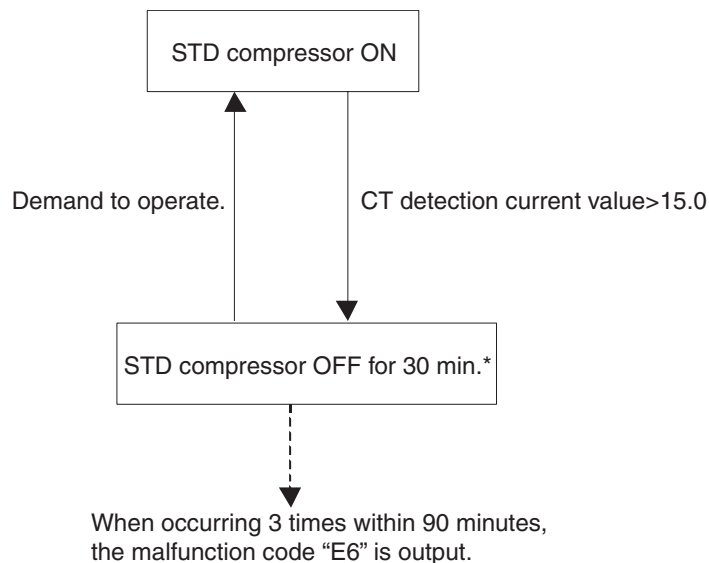 STD compressor ON
Demand to operate.
CT detection current value>15.0
STD compressor OFF for 30 min.*
When occurring 3 times within 90 minutes,
the malfunction code “E6” is output.